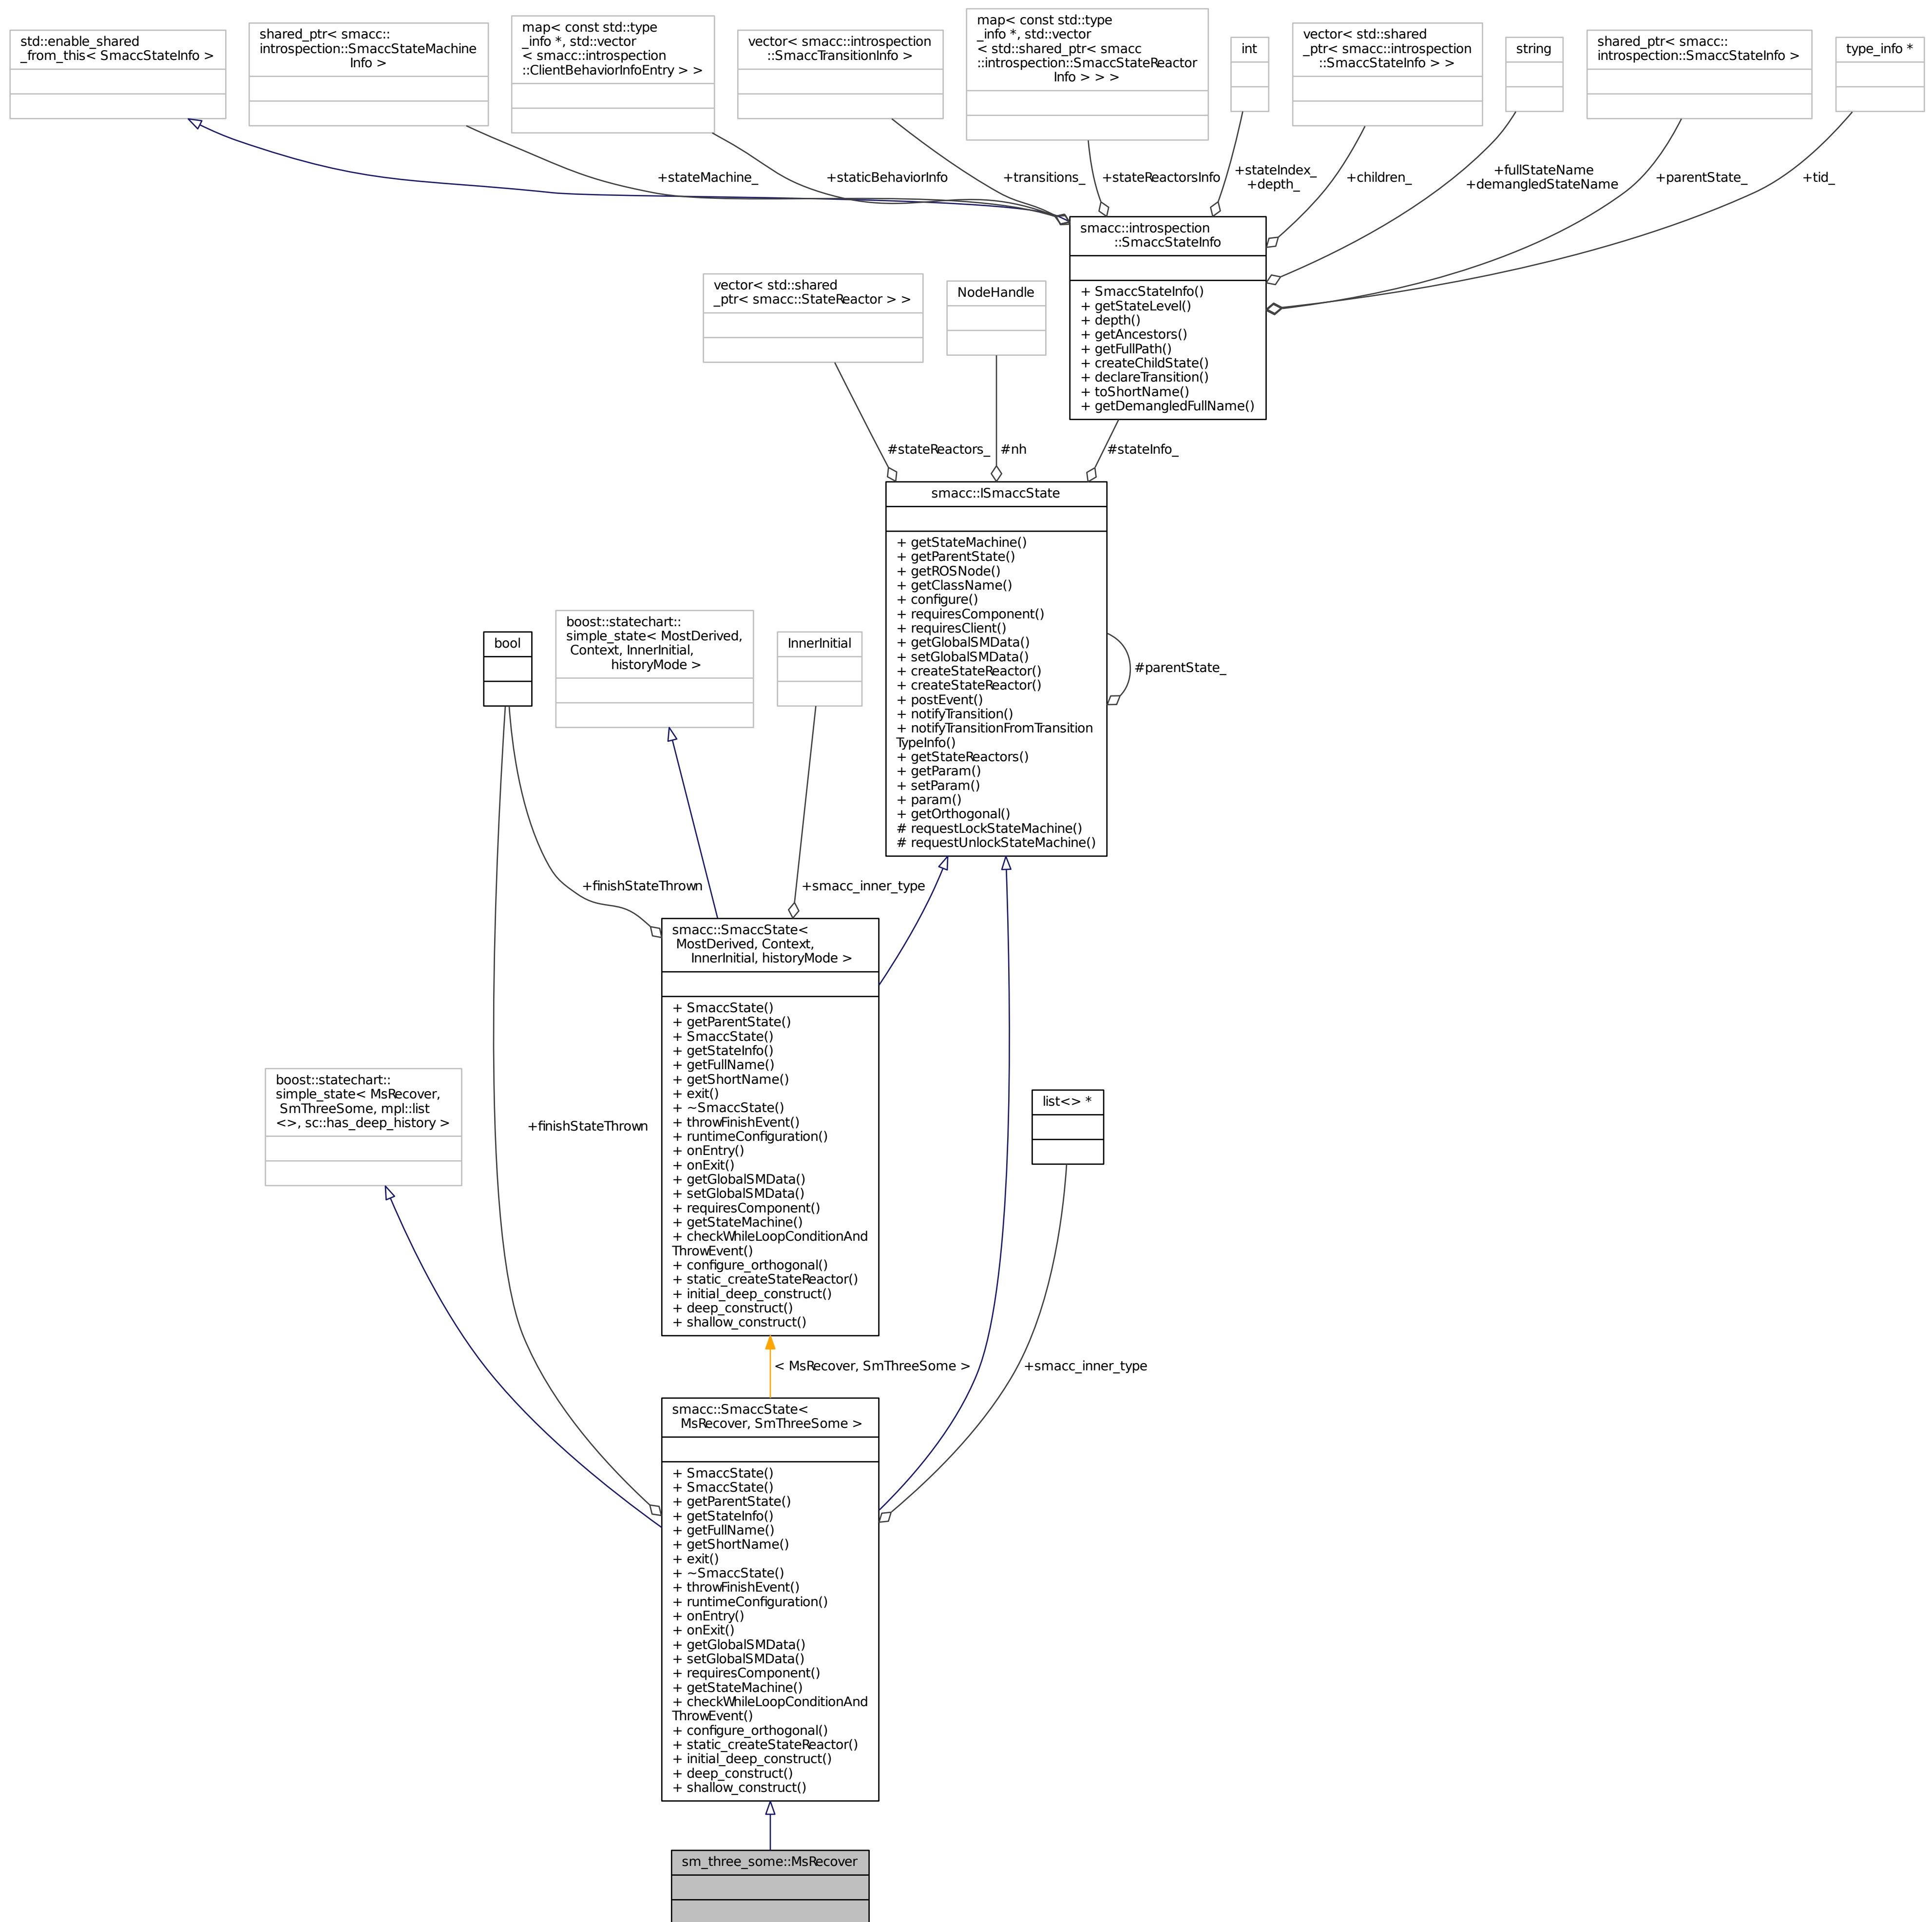 std::enable_shared
_from_this< SmaccStateInfo >
shared_ptr< smacc::
introspection::SmaccStateMachine
Info >
map< const std::type
_info *, std::vector
< smacc::introspection
::ClientBehaviorInfoEntry > >
vector< smacc::introspection
::SmaccTransitionInfo >
map< const std::type
_info *, std::vector
< std::shared_ptr< smacc
::introspection::SmaccStateReactor
Info > > >
int
vector< std::shared
_ptr< smacc::introspection
::SmaccStateInfo > >
string
shared_ptr< smacc::
introspection::SmaccStateInfo >
type_info *
+stateMachine_
+staticBehaviorInfo
+transitions_
+stateReactorsInfo
+stateIndex_
+depth_
+children_
+fullStateName
+demangledStateName
+parentState_
+tid_
smacc::introspection
::SmaccStateInfo
+ SmaccStateInfo()
+ getStateLevel()
+ depth()
+ getAncestors()
+ getFullPath()
+ createChildState()
+ declareTransition()
+ toShortName()
+ getDemangledFullName()
vector< std::shared
_ptr< smacc::StateReactor > >
NodeHandle
#stateReactors_
#nh
#stateInfo_
smacc::ISmaccState
+ getStateMachine()
+ getParentState()
+ getROSNode()
+ getClassName()
+ configure()
+ requiresComponent()
+ requiresClient()
+ getGlobalSMData()
+ setGlobalSMData()
+ createStateReactor()
+ createStateReactor()
+ postEvent()
+ notifyTransition()
+ notifyTransitionFromTransition
TypeInfo()
+ getStateReactors()
+ getParam()
+ setParam()
+ param()
+ getOrthogonal()
# requestLockStateMachine()
# requestUnlockStateMachine()
#parentState_
bool
boost::statechart::
simple_state< MostDerived,
Context, InnerInitial,
historyMode >
InnerInitial
+finishStateThrown
+smacc_inner_type
smacc::SmaccState<
MostDerived, Context,
InnerInitial, historyMode >
+ SmaccState()
+ getParentState()
+ SmaccState()
+ getStateInfo()
+ getFullName()
+ getShortName()
+ exit()
+ ~SmaccState()
+ throwFinishEvent()
+ runtimeConfiguration()
+ onEntry()
+ onExit()
+ getGlobalSMData()
+ setGlobalSMData()
+ requiresComponent()
+ getStateMachine()
+ checkWhileLoopConditionAnd
ThrowEvent()
+ configure_orthogonal()
+ static_createStateReactor()
+ initial_deep_construct()
+ deep_construct()
+ shallow_construct()
boost::statechart::
simple_state< MsRecover,
SmThreeSome, mpl::list
<>, sc::has_deep_history >
+finishStateThrown
list<> *
< MsRecover, SmThreeSome >
+smacc_inner_type
smacc::SmaccState<
MsRecover, SmThreeSome >
+ SmaccState()
+ SmaccState()
+ getParentState()
+ getStateInfo()
+ getFullName()
+ getShortName()
+ exit()
+ ~SmaccState()
+ throwFinishEvent()
+ runtimeConfiguration()
+ onEntry()
+ onExit()
+ getGlobalSMData()
+ setGlobalSMData()
+ requiresComponent()
+ getStateMachine()
+ checkWhileLoopConditionAnd
ThrowEvent()
+ configure_orthogonal()
+ static_createStateReactor()
+ initial_deep_construct()
+ deep_construct()
+ shallow_construct()
sm_three_some::MsRecover